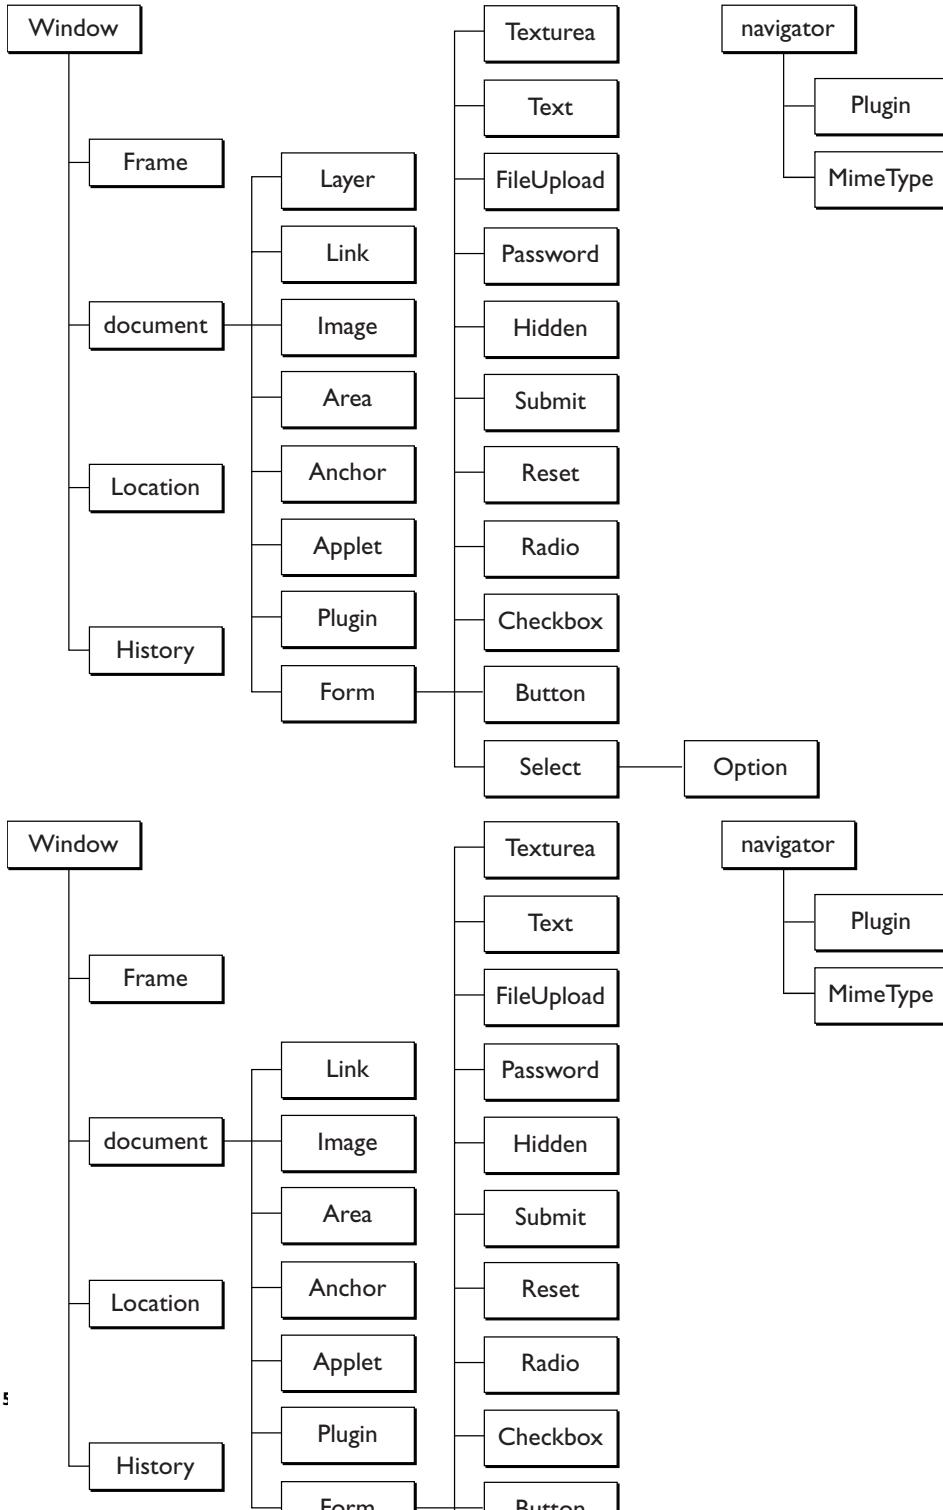 Window
Frame
document
Location
History
Layer
Link
Image
Area
Anchor
Applet
Plugin
Form
Texturea
Text
FileUpload
Password
Hidden
Submit
Reset
Radio
Checkbox
Button
Select
Option
navigator
Plugin
MimeType
Window
Frame
document
Location
History
Link
Image
Area
Anchor
Applet
Plugin
Form
Texturea
Text
FileUpload
Password
Hidden
Submit
Reset
Radio
Checkbox
Button
navigator
Plugin
MimeType